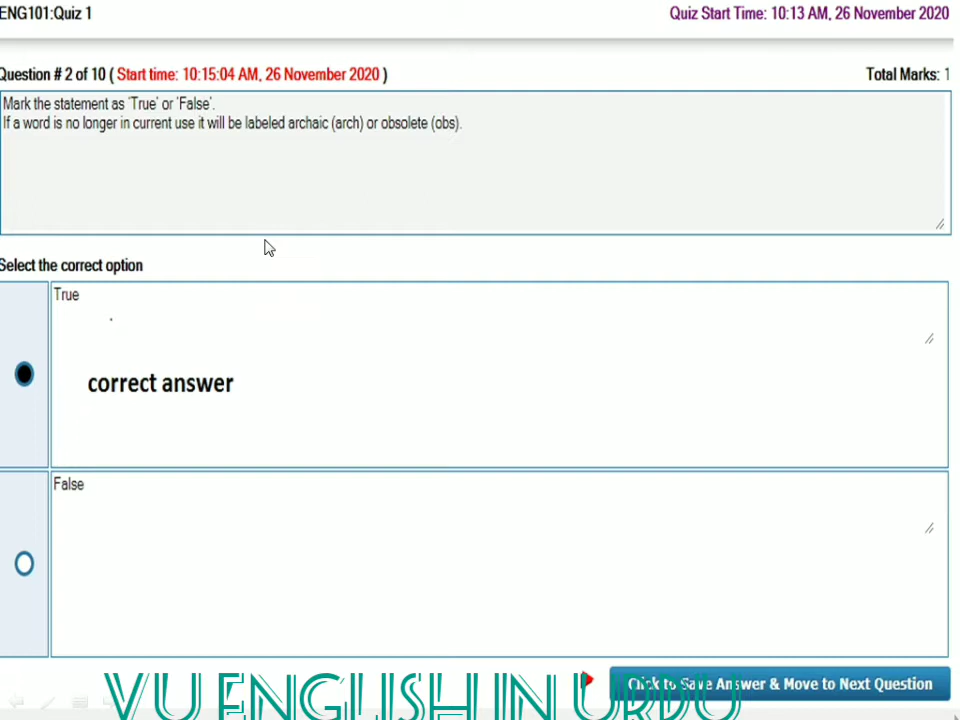 ENG101:Quiz 1
Quiz Start Time: 10:13 AM, 26 November 2020
Question # 2 of 10 ( Start time: 10:15:04 AM, 26 November 2020 )
Total Marks: 1
Mark the statement as 'True' or 'False'.
If a word is no longer in current use it will be labeled archaic (arch) or obsolete (obs).
Select the correct option
True
correct answer
False
Click to Save Answer & Move to Next Question
VU ENGLISH IN URDU